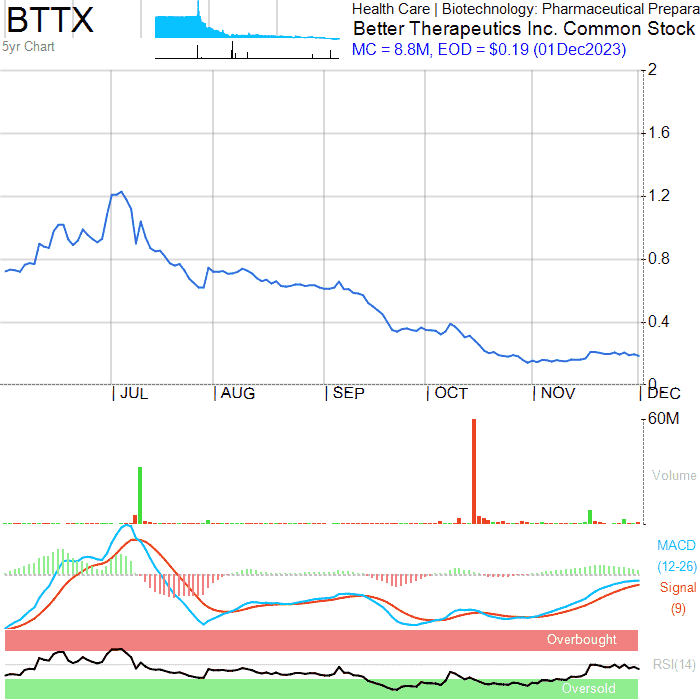 BTTX
5yr Chart
Health Care | Biotechnology: Pharmaceutical Prepara
Better Therapeutics Inc. Common Stock
MC = 8.8M, EOD = $0.19 (01Dec2023)
2
1.6
1.2
0.8
0.4
0
| JUL | AUG | SEP | OCT | NOV | DEC
60M
Volume
MACD
(12-26)
Signal
(9)
Overbought
RSI(14)
Oversold